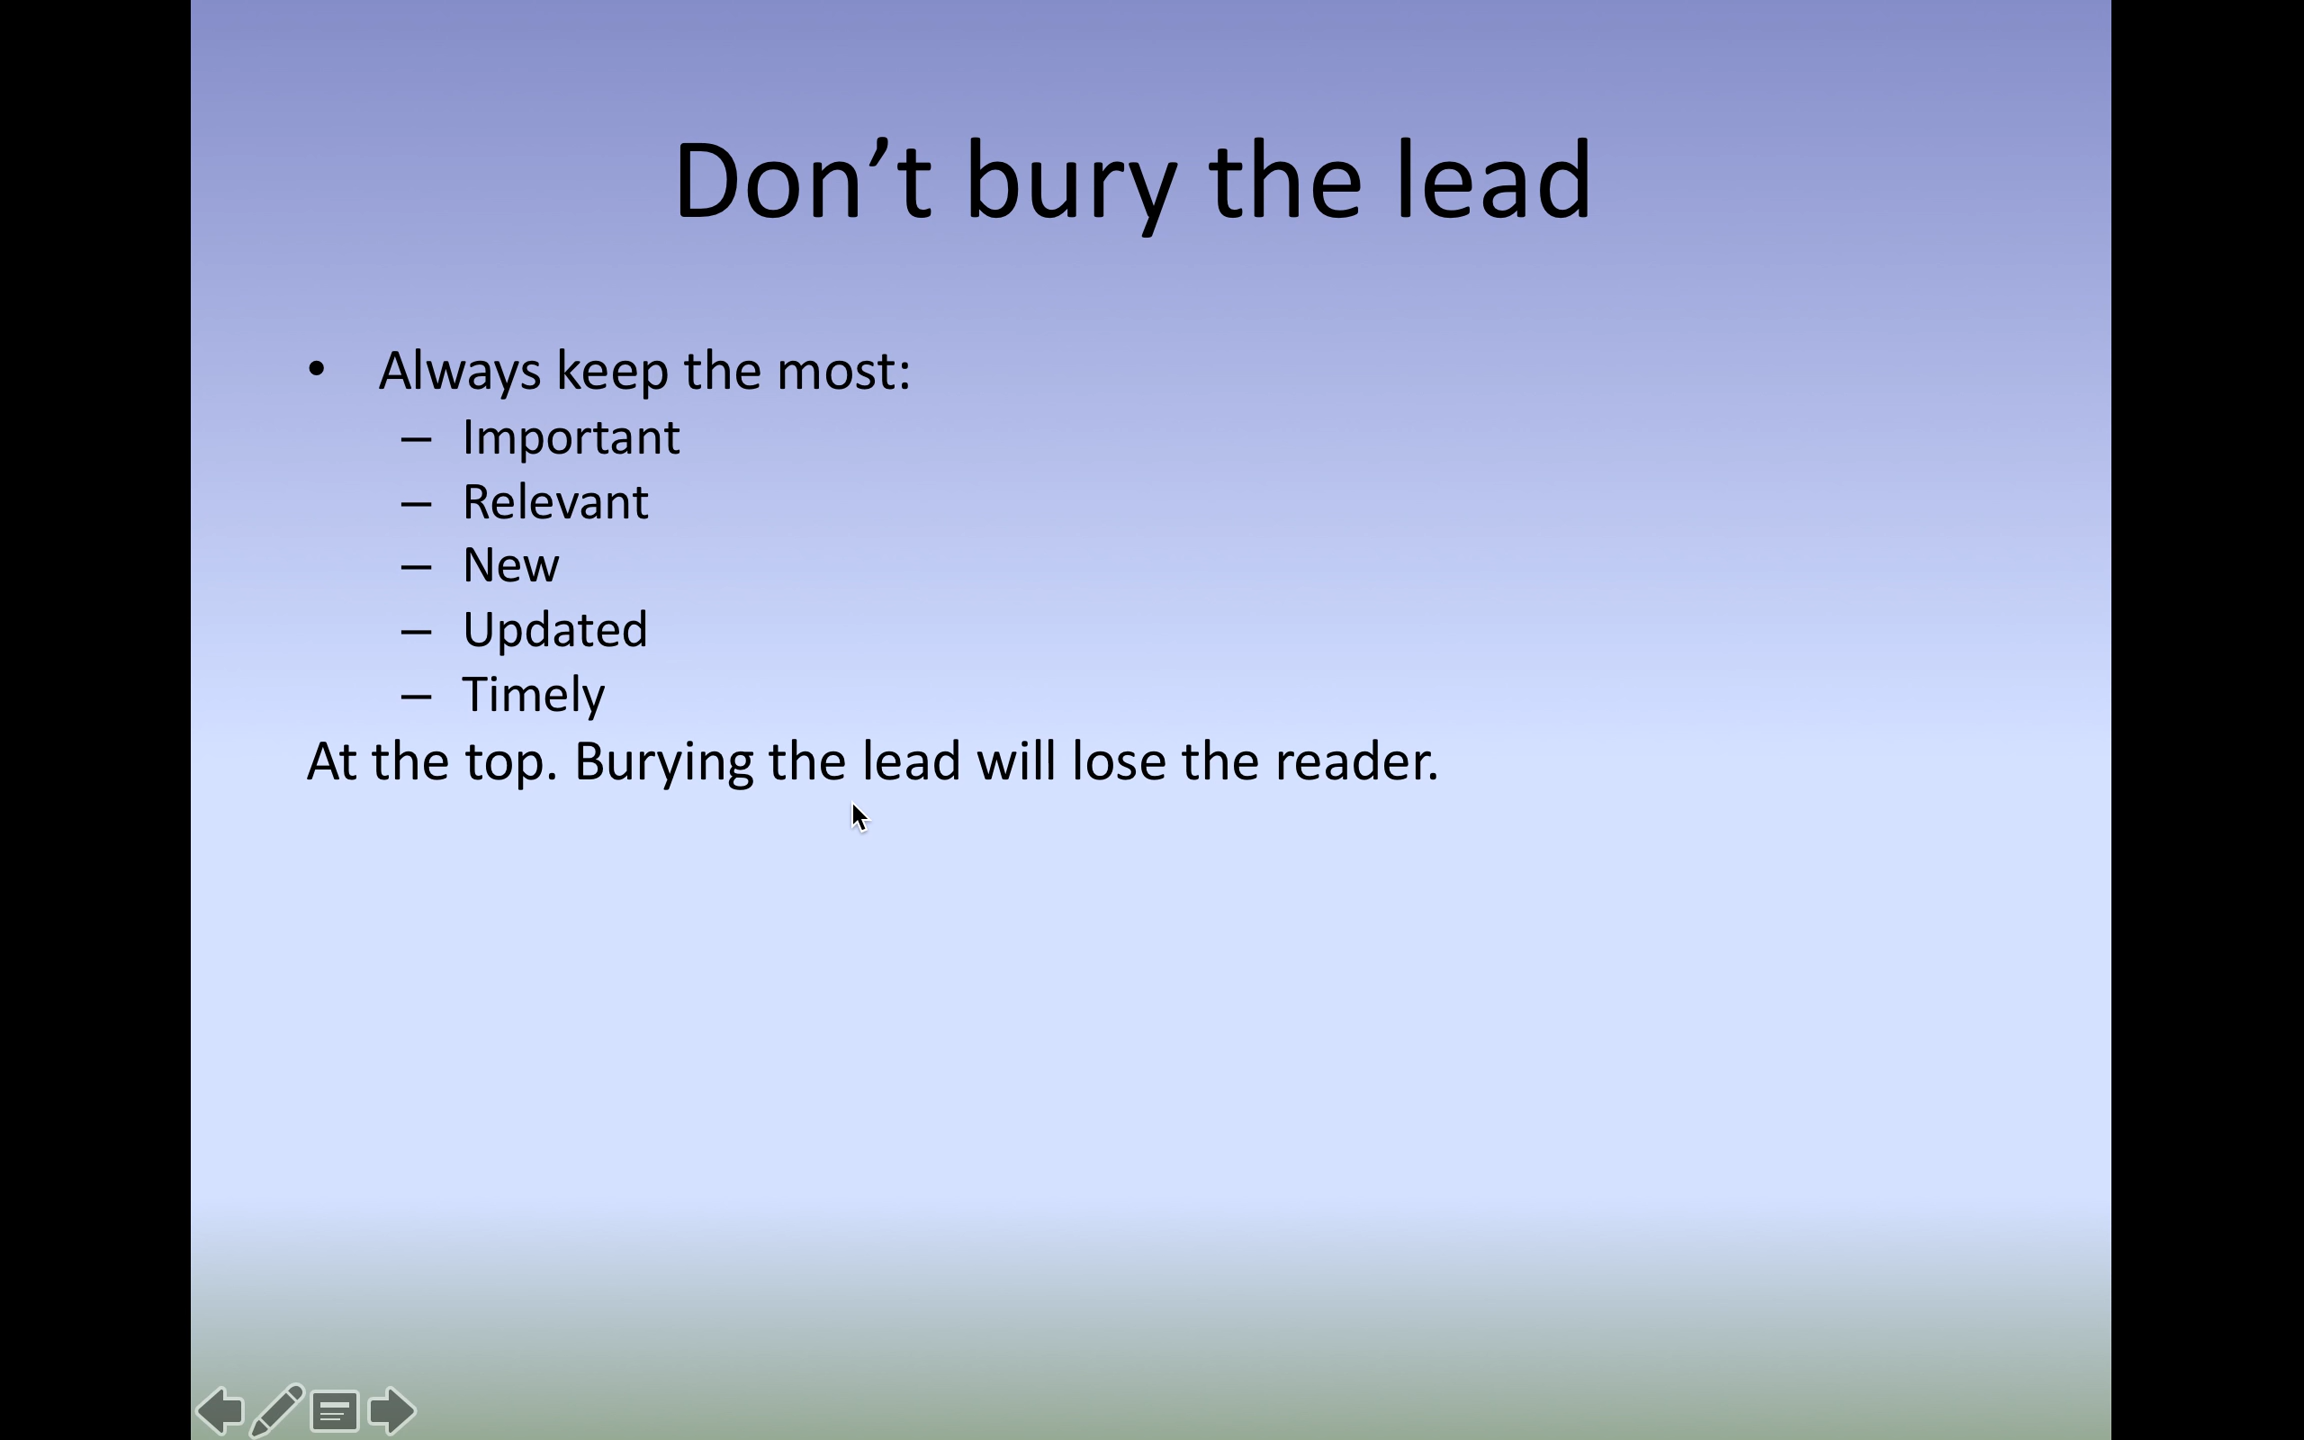 Don’t bury the lead
• Always keep the most:
– Important
– Relevant
– New
– Updated
– Timely
At the top. Burying the lead will lose the reader.